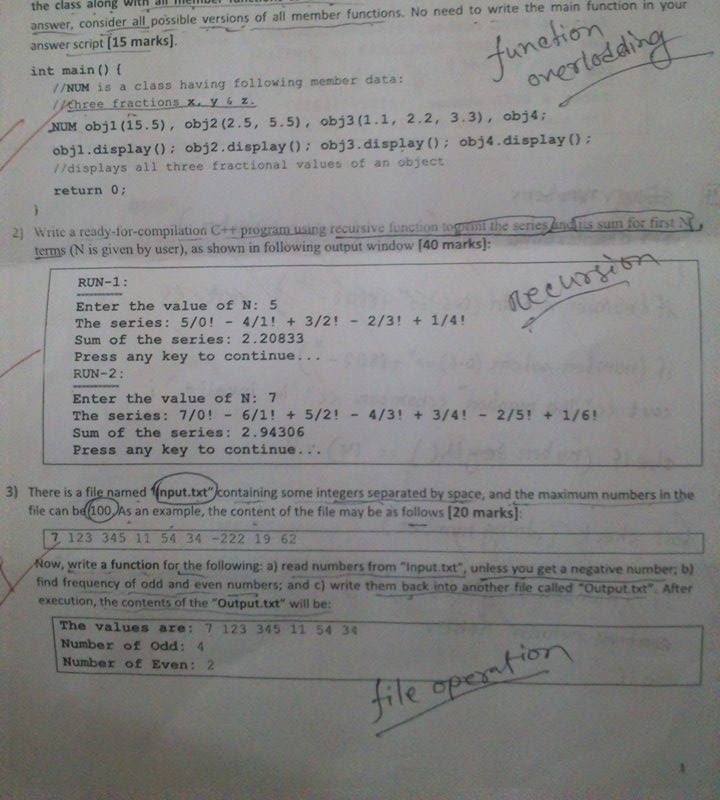 the class along with all member
answer, consider all possible versions of all member functions. No need to write the main function in your
answer script [15 marks].
function
overlodding
int main() {
//NUM is a class having following member data:
//three fractions x, y & z.
NUM obj1(15.5), obj2(2.5, 5.5), obj3(1.1, 2.2, 3.3), obj4;
obj1.display(); obj2.display(); obj3.display(); obj4.display();
//displays all three fractional values of an object
return 0;
}
2) Write a ready-for-compilation C++ program using recursive function to print the series and its sum for first N
terms (N is given by user), as shown in following output window [40 marks]:
Recursion
RUN-1:
========
Enter the value of N: 5
The series: 5/0! - 4/1! + 3/2! - 2/3! + 1/4!
Sum of the series: 2.20833
Press any key to continue...
RUN-2:
========
Enter the value of N: 7
The series: 7/0! - 6/1! + 5/2! - 4/3! + 3/4! - 2/5! + 1/6!
Sum of the series: 2.94306
Press any key to continue...
3) There is a file named "Input.txt" containing some integers separated by space, and the maximum numbers in the
file can be 100. As an example, the content of the file may be as follows [20 marks]:
7 123 345 11 54 34 -222 19 62
Now, write a function for the following: a) read numbers from "Input.txt", unless you get a negative number; b)
find frequency of odd and even numbers; and c) write them back into another file called "Output.txt". After
execution, the contents of the "Output.txt" will be:
The values are: 7 123 345 11 54 34
Number of Odd: 4
Number of Even: 2
file operation